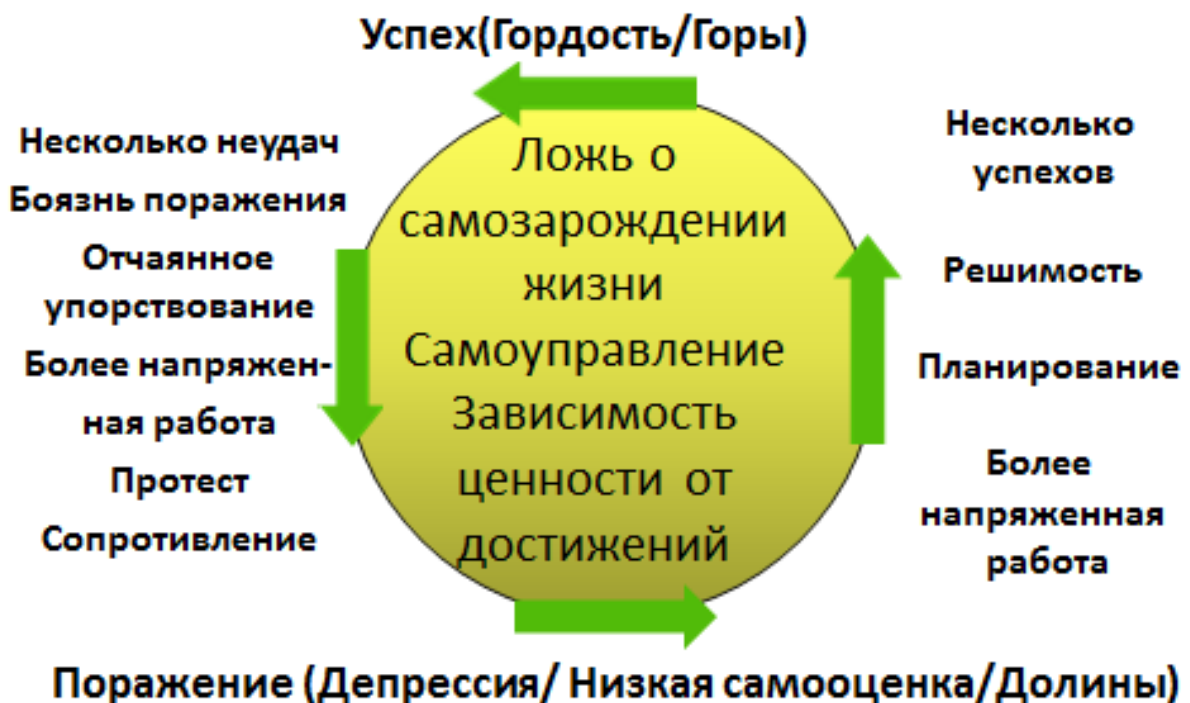 Успех(Гордость/Горы)
Несколько неудач
Боязнь поражения
Отчаянное
упорствование
Более напряжен-
ная работа
Протест
Сопротивление
Ложь о
самозарождении
жизни
Самоуправление
Зависимость
ценности от
достижений
Несколько
успехов
Решимость
Планирование
Более
напряженная
работа
Поражение (Депрессия/ Низкая самооценка/Долины)